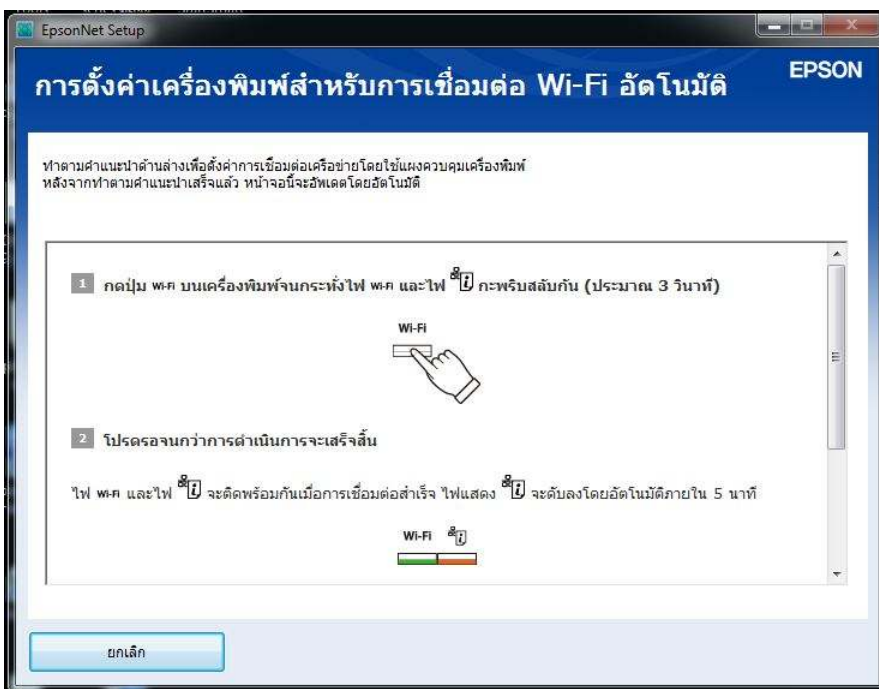 EpsonNet Setup
การตั้งค่าเครื่องพิมพ์สำหรับการเชื่อมต่อ Wi-Fi อัตโนมัติ
EPSON
ทำตามคำแนะนำด้านล่างเพื่อตั้งค่าการเชื่อมต่อเครือข่ายโดยใช้แผงควบคุมเครื่องพิมพ์
หลังจากทำตามคำแนะนำเสร็จแล้ว หน้าจอนี้จะอัพเดตโดยอัตโนมัติ
1 กดปุ่ม Wi-Fi บนเครื่องพิมพ์จนกระทั่งไฟ Wi-Fi และไฟ i กะพริบสลับกัน (ประมาณ 3 วินาที)
Wi-Fi
2 โปรดรอจนกว่าการดำเนินการจะเสร็จสิ้น
ไฟ Wi-Fi และไฟ i จะติดพร้อมกันเมื่อการเชื่อมต่อสำเร็จ ไฟแสดง i จะดับลงโดยอัตโนมัติภายใน 5 นาที
Wi-Fi i
ยกเลิก